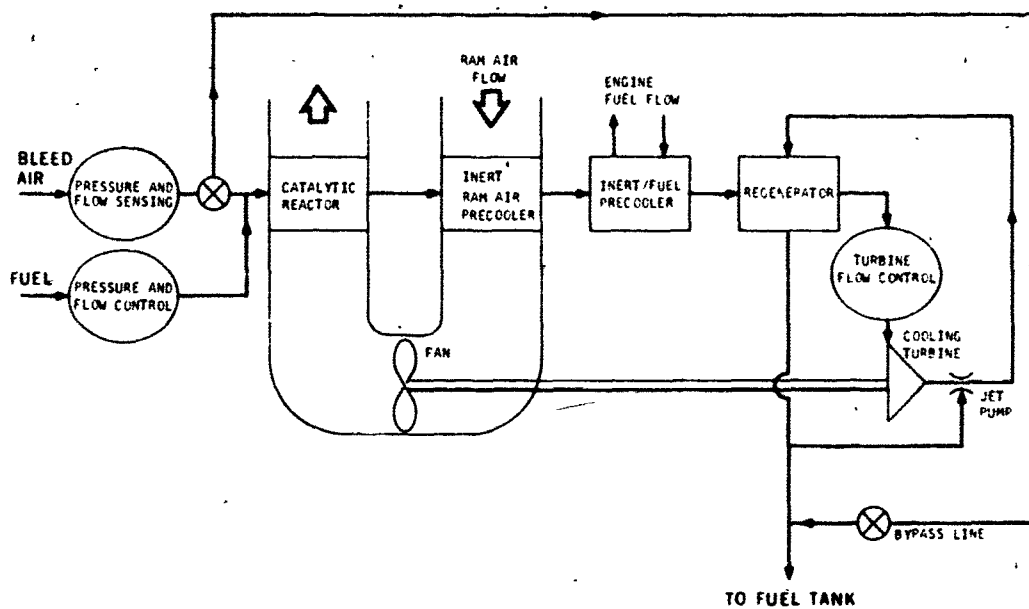 RAM AIR
FLOW
ENGINE
FUEL FLOW
BLEED
AIR
PRESSURE AND
FLOW SENSING
CATALYTIC
REACTOR
INERT
RAM AIR
PRECOOLER
INERT/FUEL
PRECOOLER
REGENERATOR
FUEL
PRESSURE AND
FLOW CONTROL
TURBINE
FLOW CONTROL
COOLING
TURBINE
FAN
JET
PUMP
BYPASS LINE
TO FUEL TANK